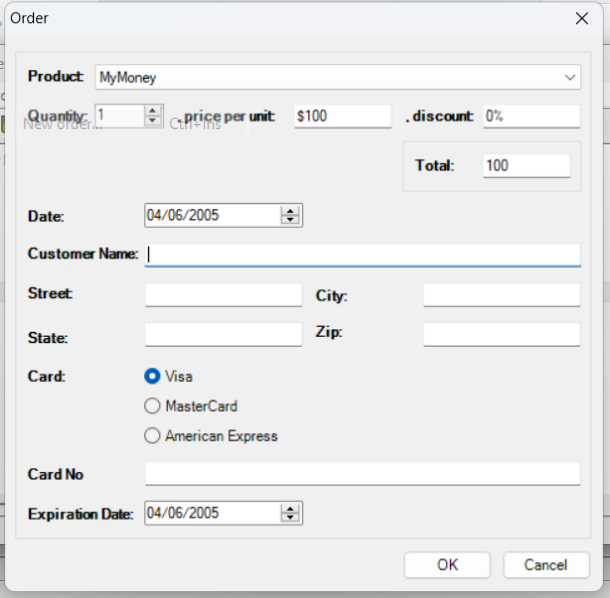 Order
Product: MyMoney
Quantity: 1 , price per unit: $100 , discount: 0%
New order... Ctrl+Ins
Total: 100
Date: 04/06/2005
Customer Name:
Street: City:
State: Zip:
Card: Visa
MasterCard
American Express
Card No
Expiration Date: 04/06/2005
OK Cancel